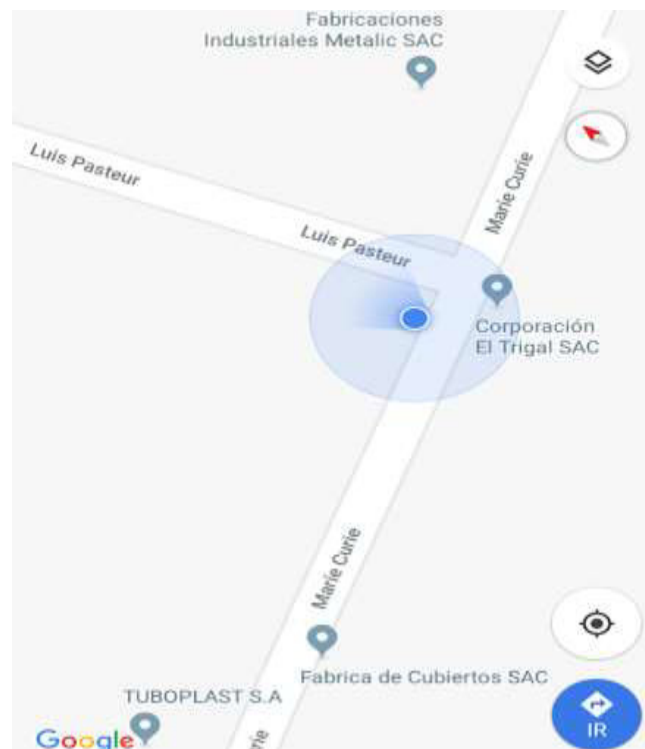 Fabricaciones
Industriales Metalic SAC
Luis Pasteur
Marie Curie
Luis Pasteur
Corporación
El Trigal SAC
Marie Curie
Fabrica de Cubiertos SAC
TUBOPLAST S.A
rie
Google
IR